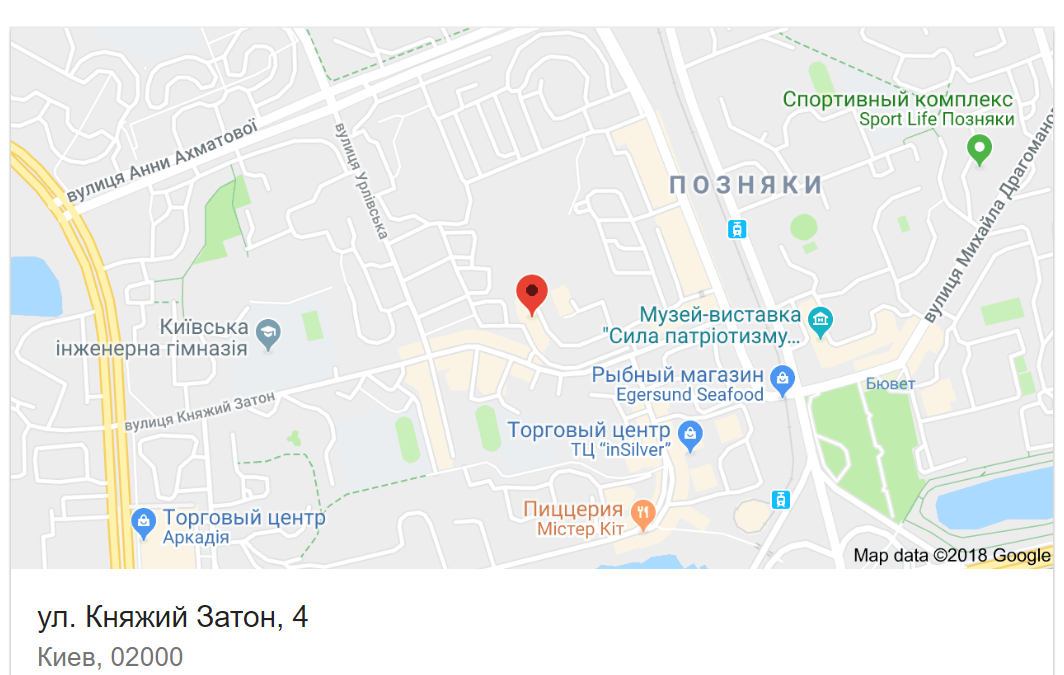 Спортивный комплекс
Sport Life Позняки
вулиця Анни Ахматової
вулиця Урлівська
ПОЗНЯКИ
вулиця Михайла Драгомано
Київська
інженерна гімназія
Музей-виставка
"Сила патріотизму...
Рыбный магазин
Egersund Seafood
Бювет
вулиця Княжий Затон
Торговый центр
ТЦ “inSilver”
Пиццерия
Містер Кіт
Торговый центр
Аркадія
Map data ©2018 Google
ул. Княжий Затон, 4
Киев, 02000